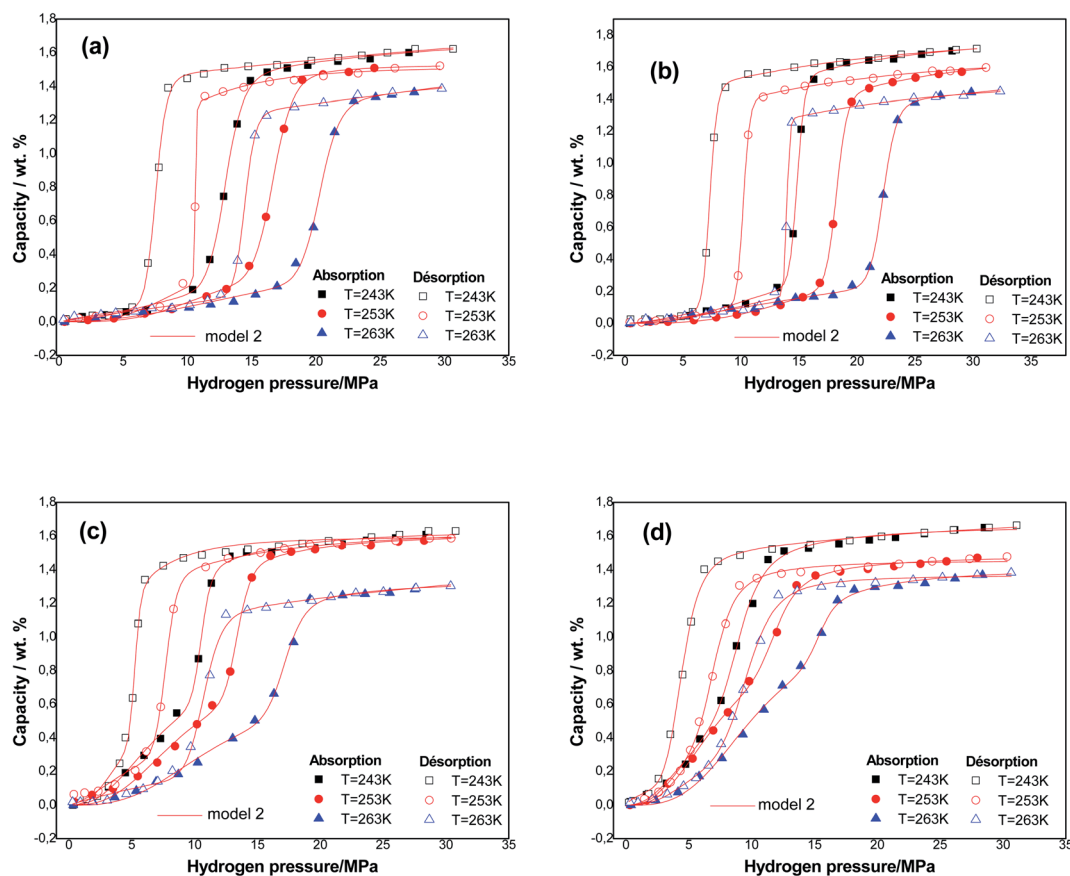 (a)
Capacity / wt. %
1,8
1,6
1,4
1,2
1,0
0,8
0,6
0,4
0,2
0,0
-0,2
Absorption Désorption
T=243K T=243K
T=253K T=253K
T=263K T=263K
model 2
0 5 10 15 20 25 30 35
Hydrogen pressure/MPa
(b)
Capacity / wt. %
1,8
1,6
1,4
1,2
1,0
0,8
0,6
0,4
0,2
0,0
-0,2
Absorption Désorption
T=243K T=243K
T=253K T=253K
T=263K T=263K
model 2
0 5 10 15 20 25 30 35
Hydrogen pressure/MPa
(c)
Capacity / wt. %
1,8
1,6
1,4
1,2
1,0
0,8
0,6
0,4
0,2
0,0
-0,2
Absorption Désorption
T=243K T=243K
T=253K T=253K
T=263K T=263K
model 2
0 5 10 15 20 25 30 35
Hydrogen pressure/MPa
(d)
Capacity / wt. %
1,8
1,6
1,4
1,2
1,0
0,8
0,6
0,4
0,2
0,0
-0,2
Absorption Désorption
T=243K T=243K
T=253K T=253K
T=263K T=263K
model 2
0 5 10 15 20 25 30 35
Hydrogen pressure/MPa